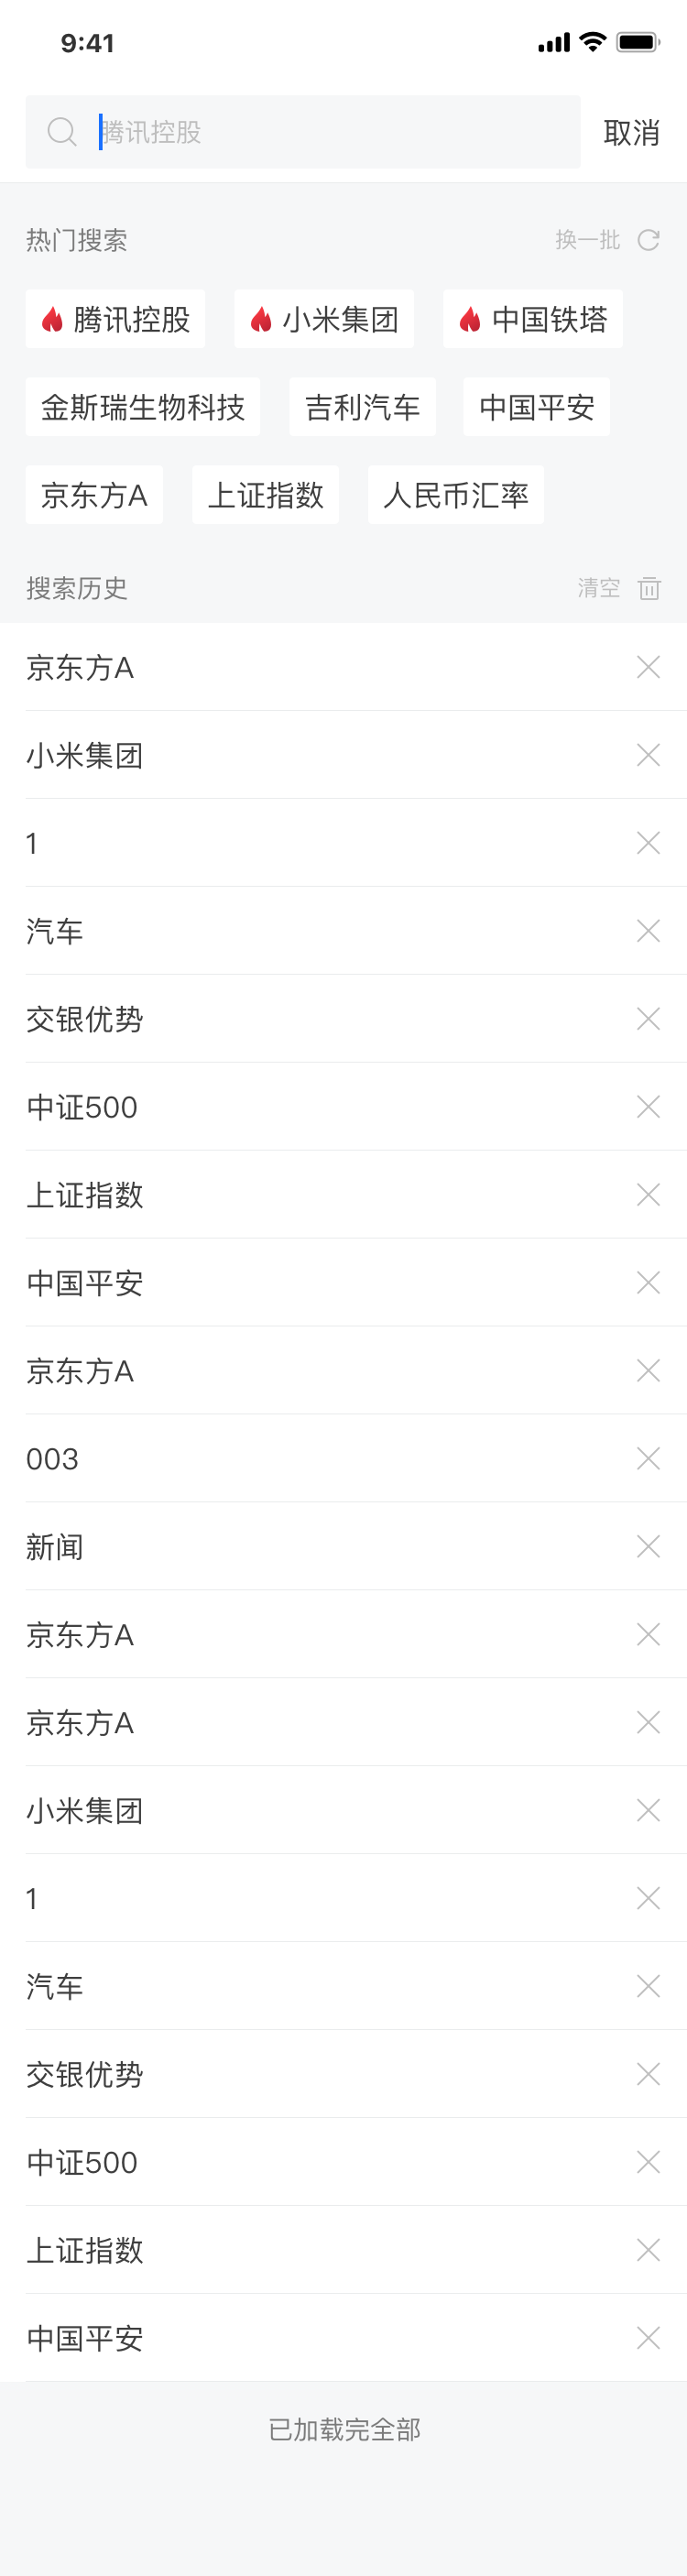 9:41
腾讯控股 取消
热门搜索 换一批
腾讯控股 小米集团 中国铁塔
金斯瑞生物科技 吉利汽车 中国平安
京东方A 上证指数 人民币汇率
搜索历史 清空
京东方A
小米集团
1
汽车
交银优势
中证500
上证指数
中国平安
京东方A
003
新闻
京东方A
京东方A
小米集团
1
汽车
交银优势
中证500
上证指数
中国平安
已加载完全部